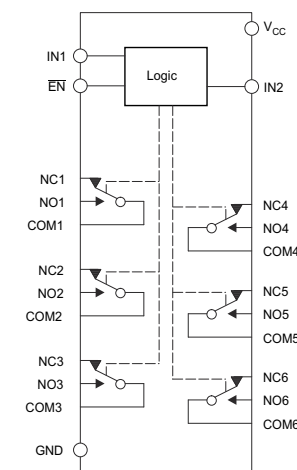 V_CC
IN1
Logic
EN
IN2
NC1
NO1
COM1
NC4
NO4
COM4
NC2
NO2
COM2
NC5
NO5
COM5
NC3
NO3
COM3
NC6
NO6
COM6
GND